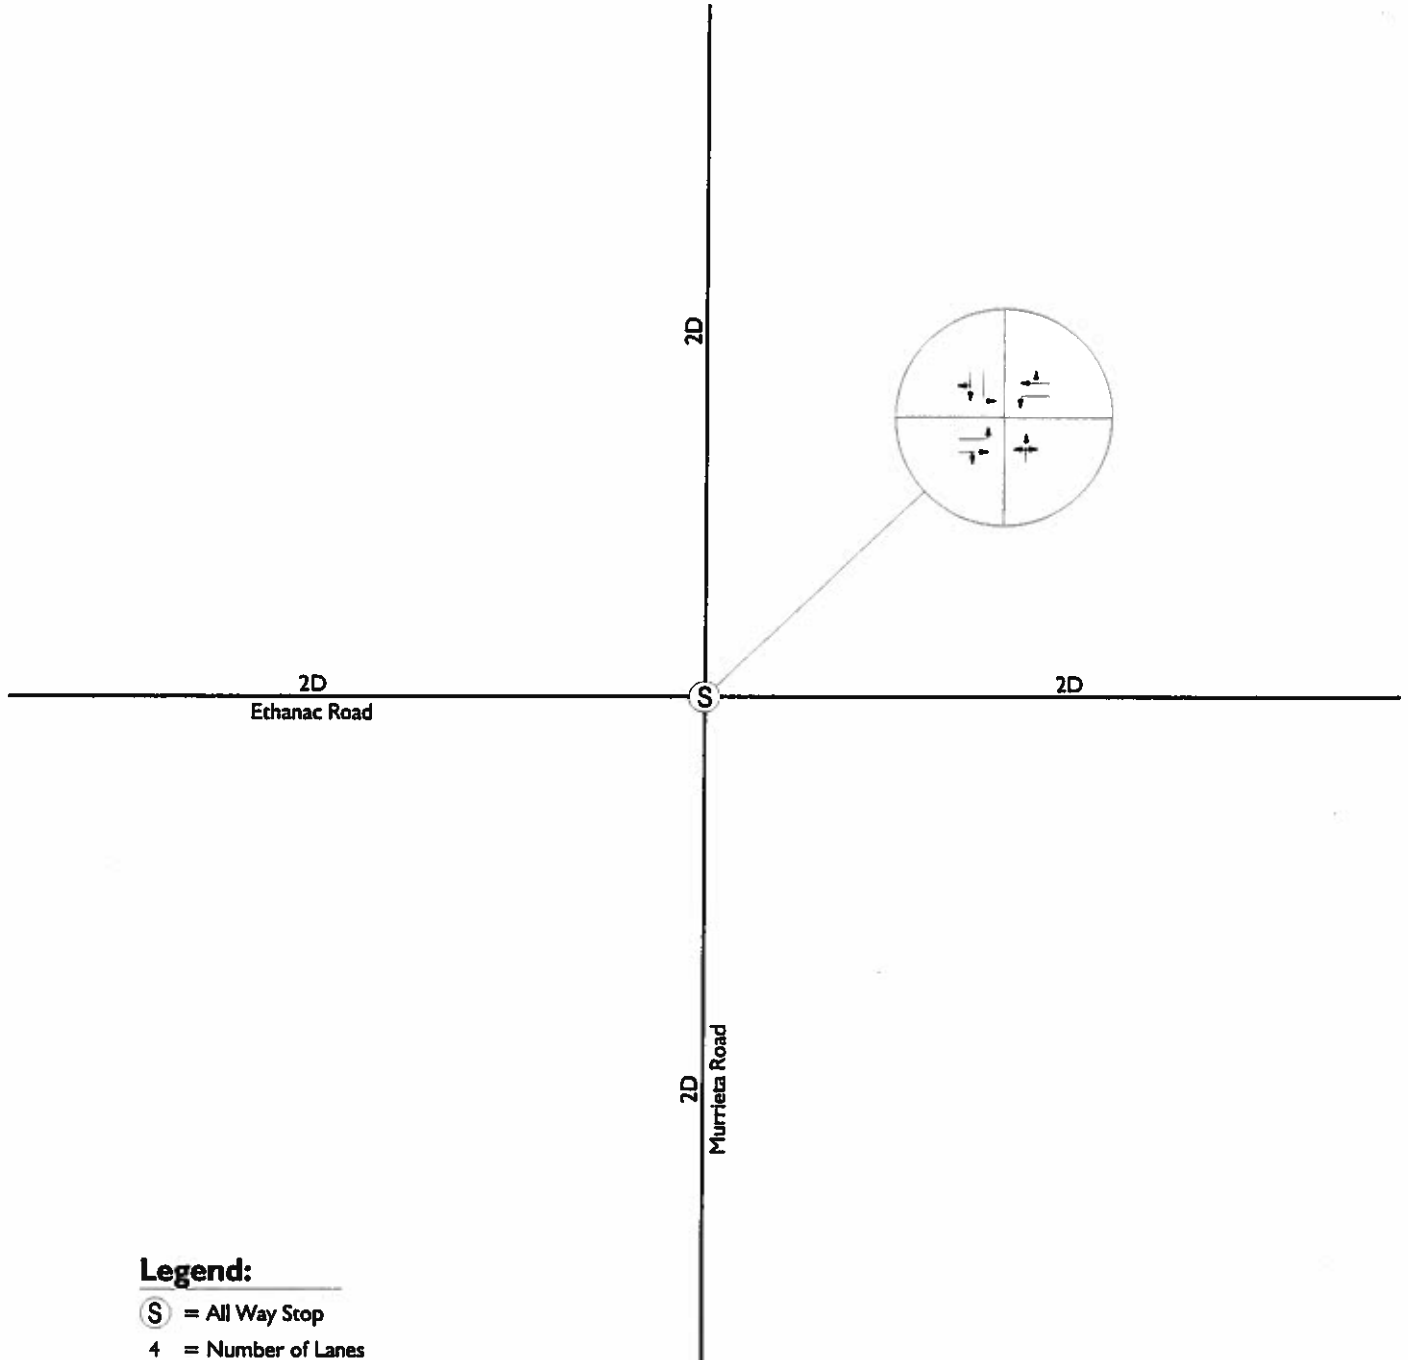 2D
2D
Ethanac Road
S
2D
2D
Murrieta Road
Legend:
S = All Way Stop
4 = Number of Lanes